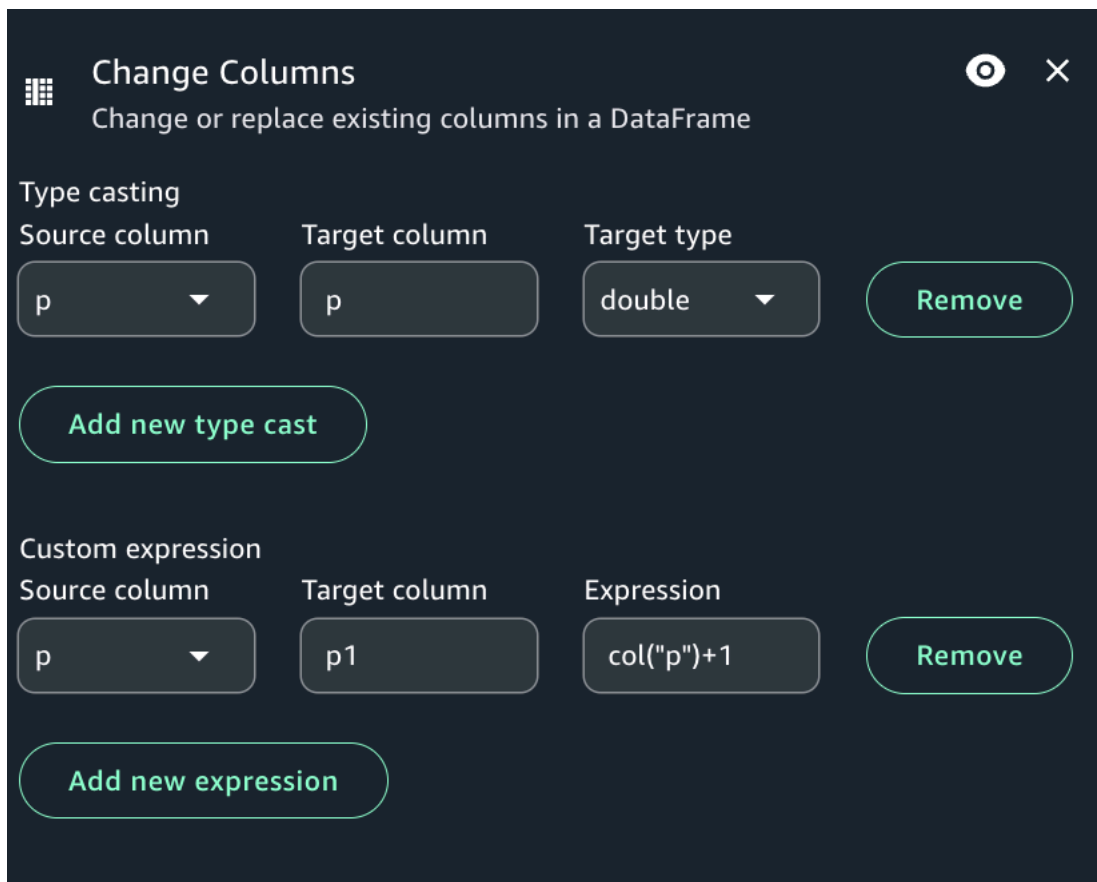 Change Columns
Change or replace existing columns in a DataFrame
Type casting
Source column Target column Target type
p p double Remove
Add new type cast
Custom expression
Source column Target column Expression
p p1 col("p")+1 Remove
Add new expression